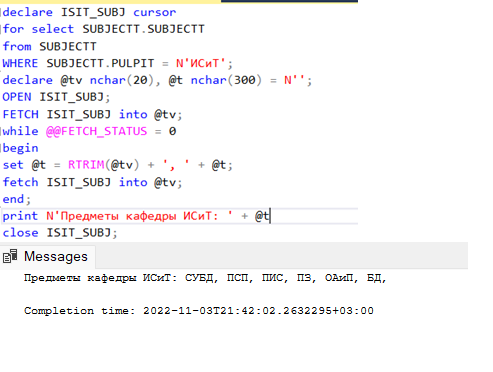 declare ISIT_SUBJ cursor
for select SUBJECTT.SUBJECTT
from SUBJECTT
WHERE SUBJECTT.PULPIT = N'ИСиТ';
declare @tv nchar(20), @t nchar(300) = N'';
OPEN ISIT_SUBJ;
FETCH ISIT_SUBJ into @tv;
while @@FETCH_STATUS = 0
begin
set @t = RTRIM(@tv) + ', ' + @t;
fetch ISIT_SUBJ into @tv;
end;
print N'Предметы кафедры ИСиТ: ' + @t
close ISIT_SUBJ;
Messages
Предметы кафедры ИСиТ: СУБД, ПСП, ПИС, ПЗ, ОАиП, БД,
Completion time: 2022-11-03T21:42:02.2632295+03:00